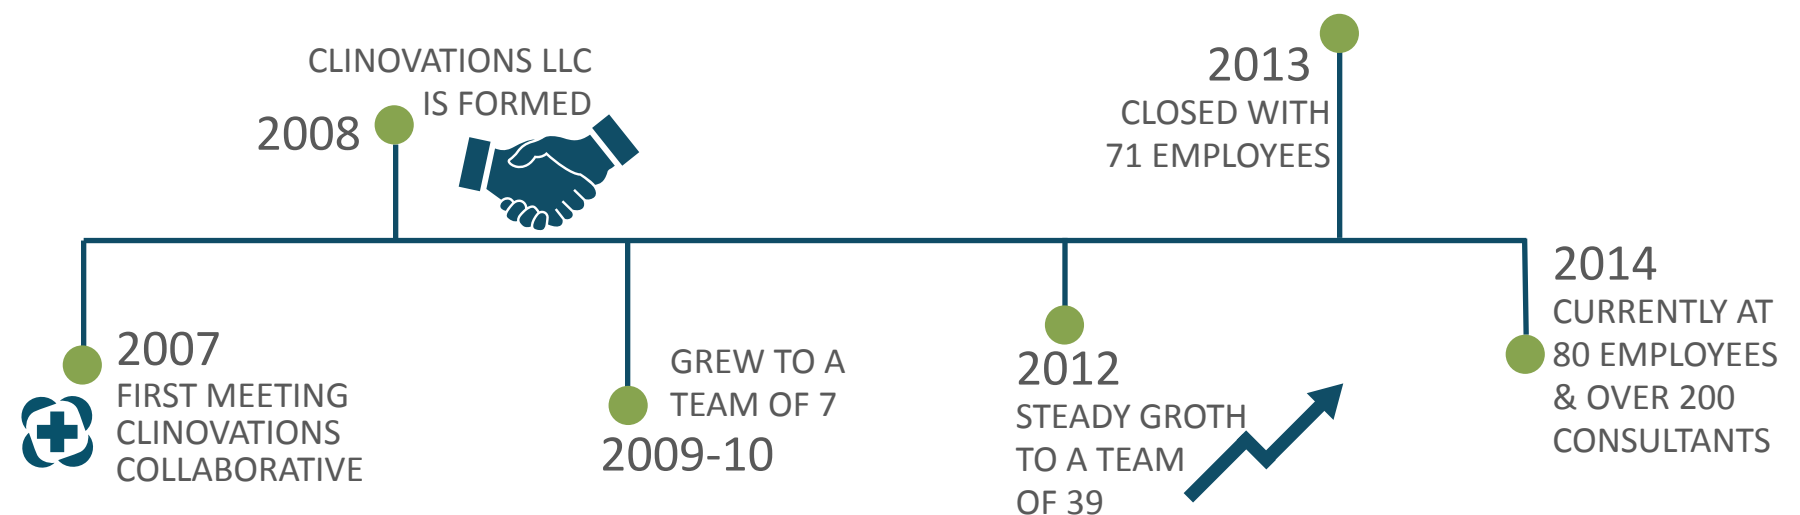 2007
FIRST MEETING
CLINOVATIONS
COLLABORATIVE
2008
CLINOVATIONS LLC
IS FORMED
GREW TO A
TEAM OF 7
2009-10
2012
STEADY GROTH
TO A TEAM
OF 39
2013
CLOSED WITH
71 EMPLOYEES
2014
CURRENTLY AT
80 EMPLOYEES
& OVER 200
CONSULTANTS